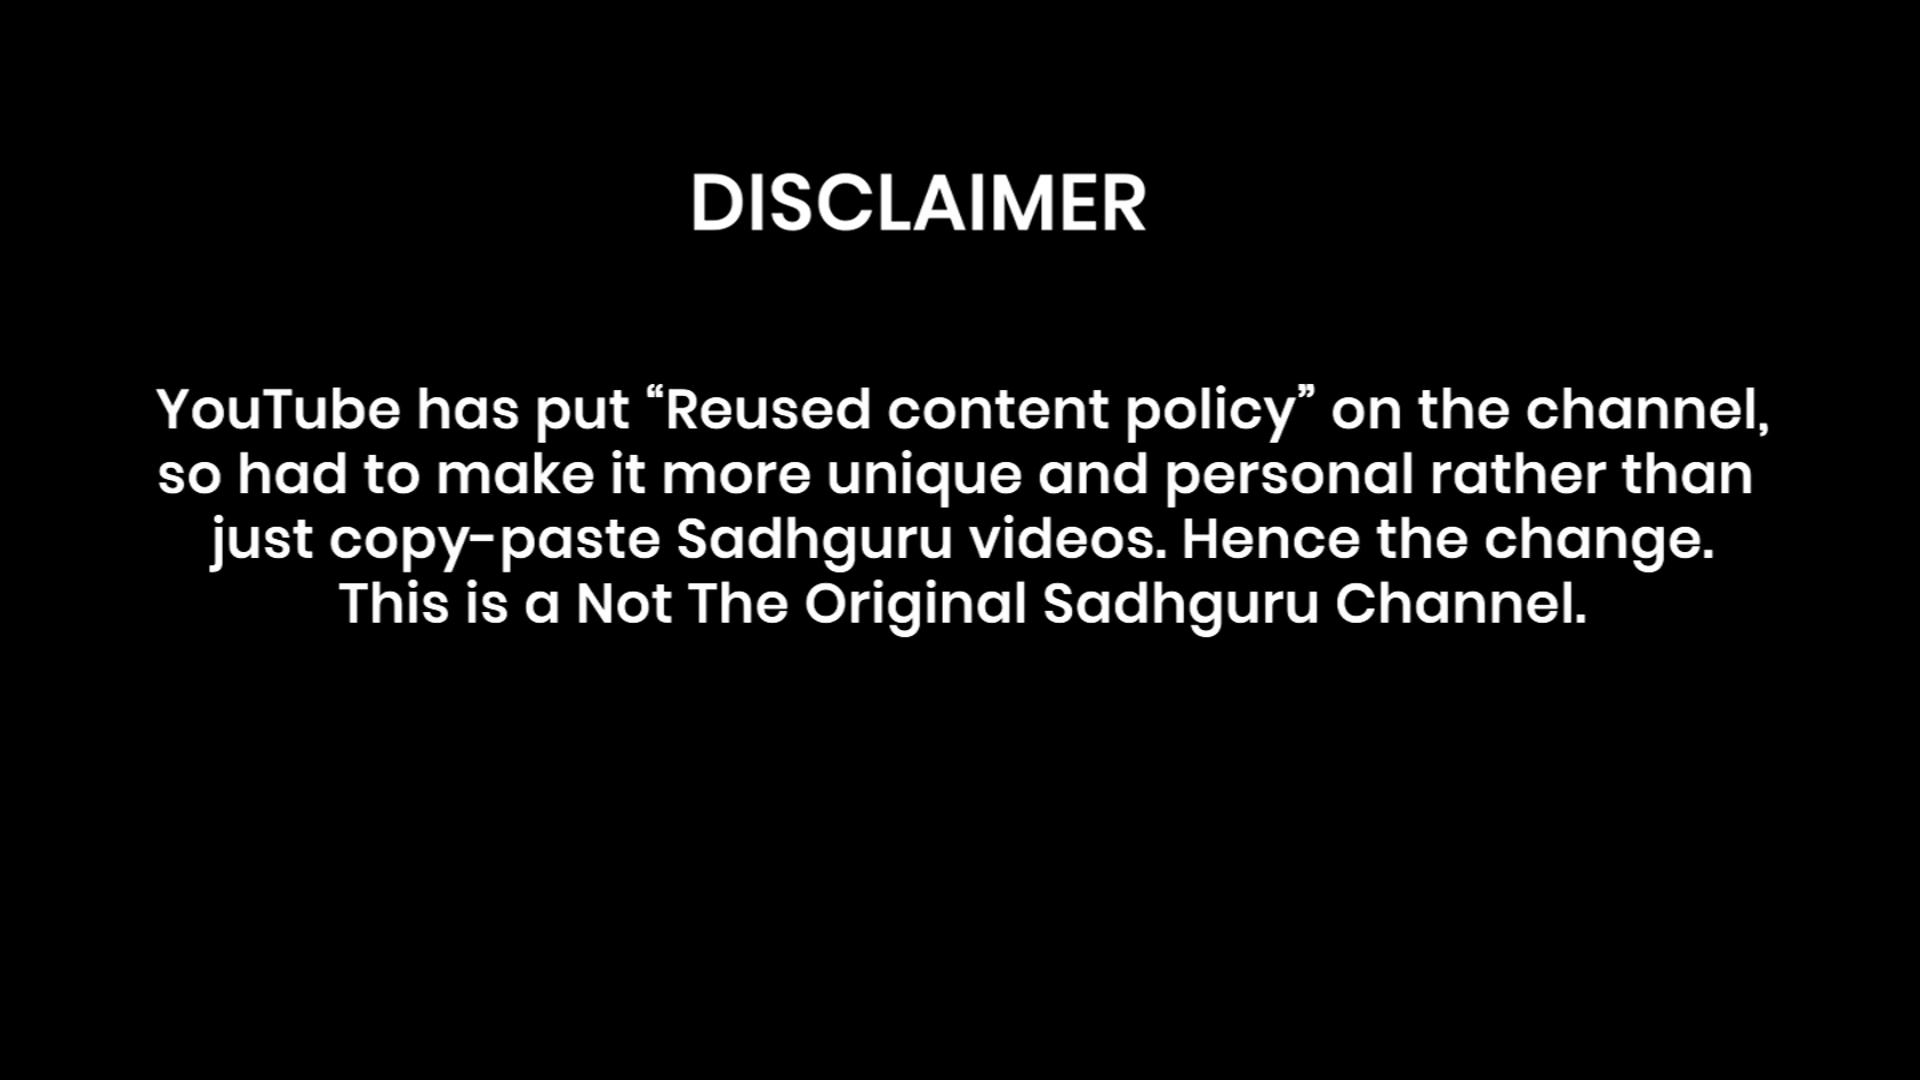 DISCLAIMER
YouTube has put “Reused content policy” on the channel,
so had to make it more unique and personal rather than
just copy-paste Sadhguru videos. Hence the change.
This is a Not The Original Sadhguru Channel.